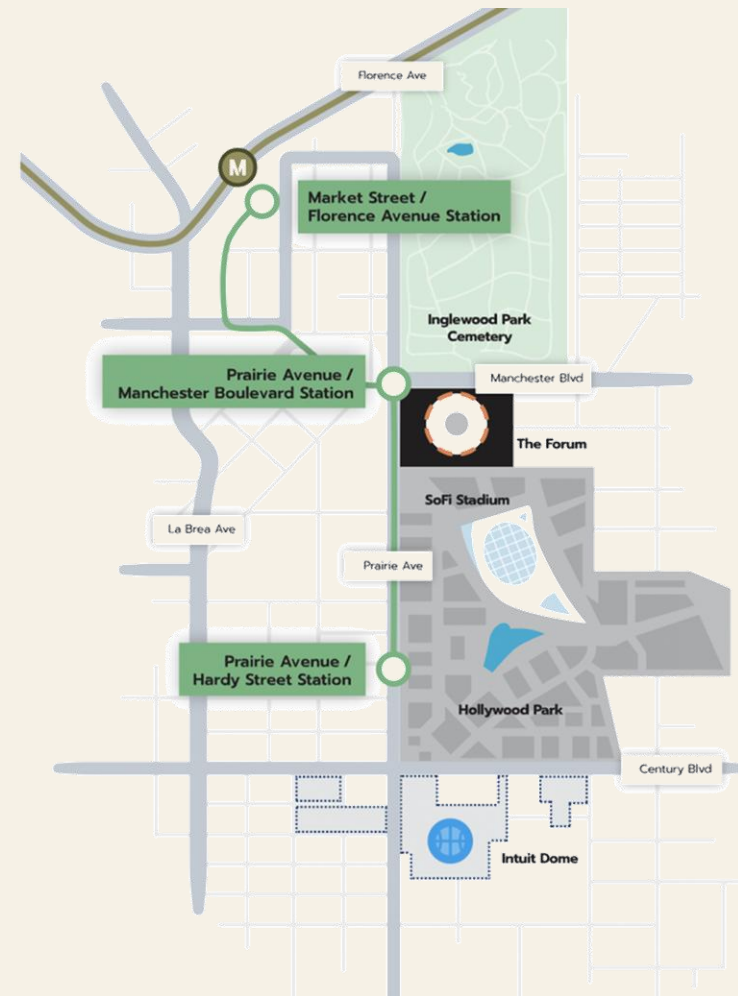 Florence Ave
M
Market Street /
Florence Avenue Station
Inglewood Park
Cemetery
Prairie Avenue /
Manchester Boulevard Station
Manchester Blvd
The Forum
SoFi Stadium
La Brea Ave
Prairie Ave
Prairie Avenue /
Hardy Street Station
Hollywood Park
Century Blvd
Intuit Dome